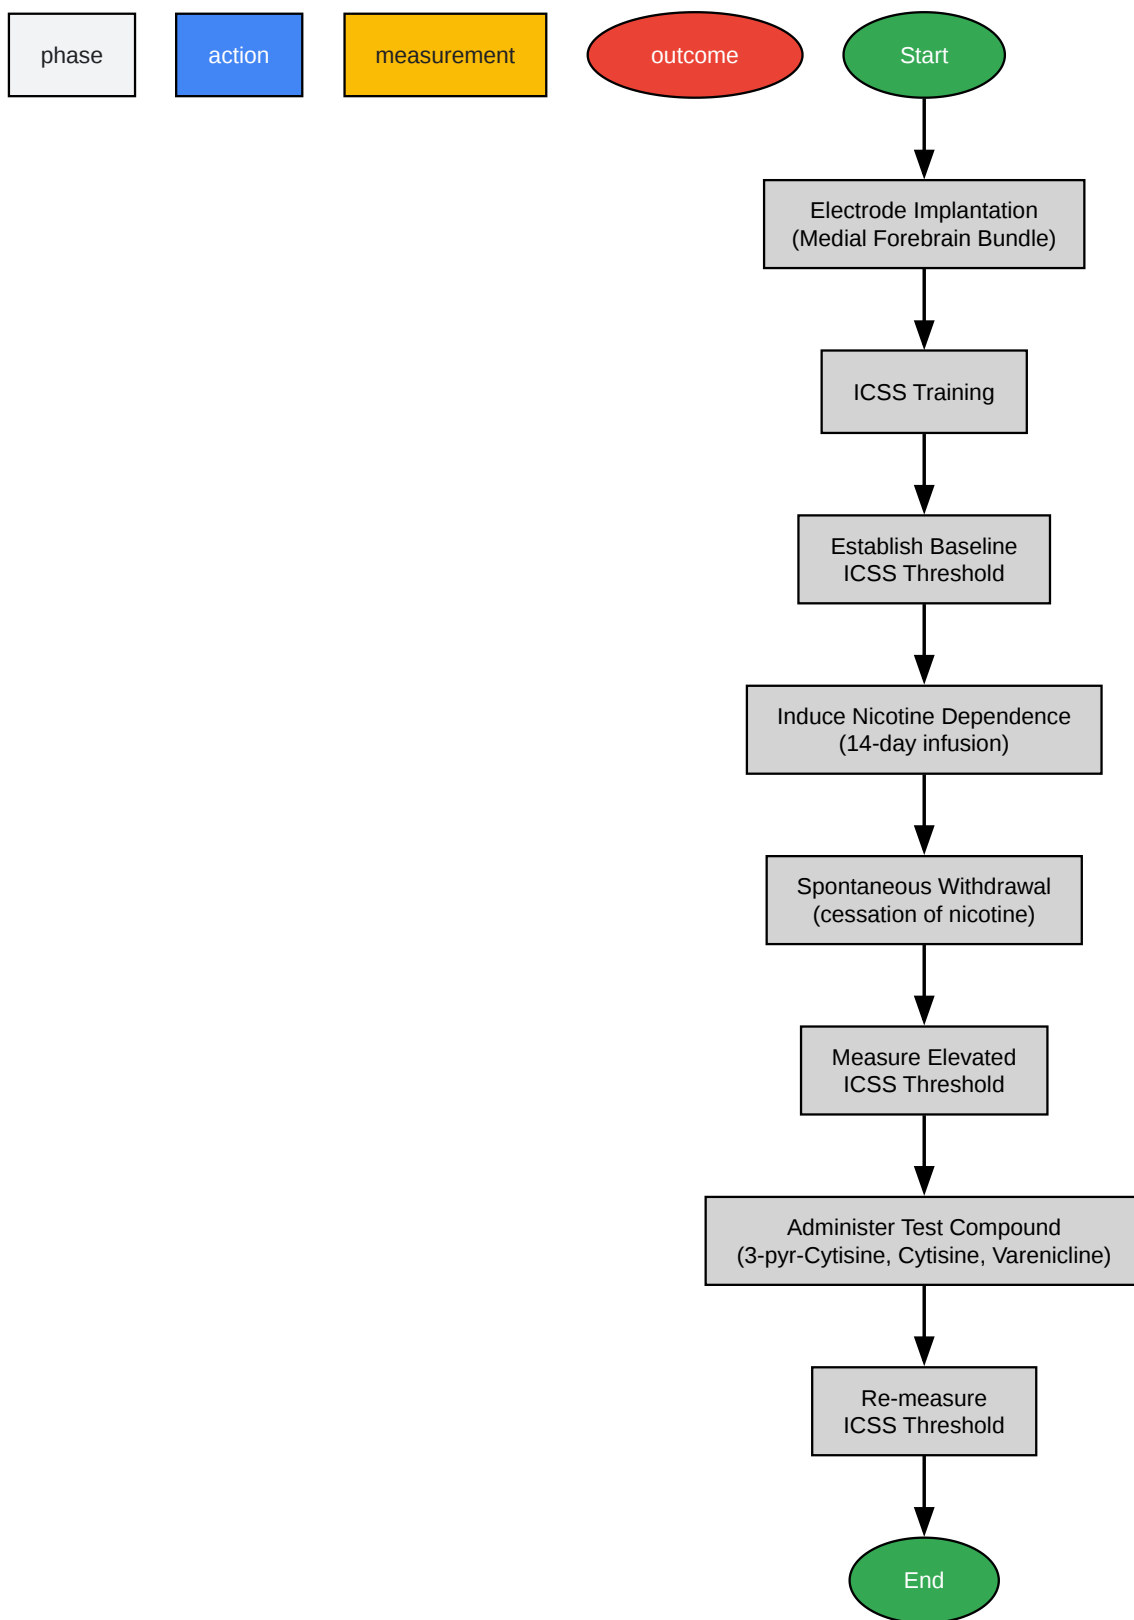 phase
action
measurement
outcome
Start
Electrode Implantation
(Medial Forebrain Bundle)
ICSS Training
Establish Baseline
ICSS Threshold
Induce Nicotine Dependence
(14-day infusion)
Spontaneous Withdrawal
(cessation of nicotine)
Measure Elevated
ICSS Threshold
Administer Test Compound
(3-pyr-Cytisine, Cytisine, Varenicline)
Re-measure
ICSS Threshold
End